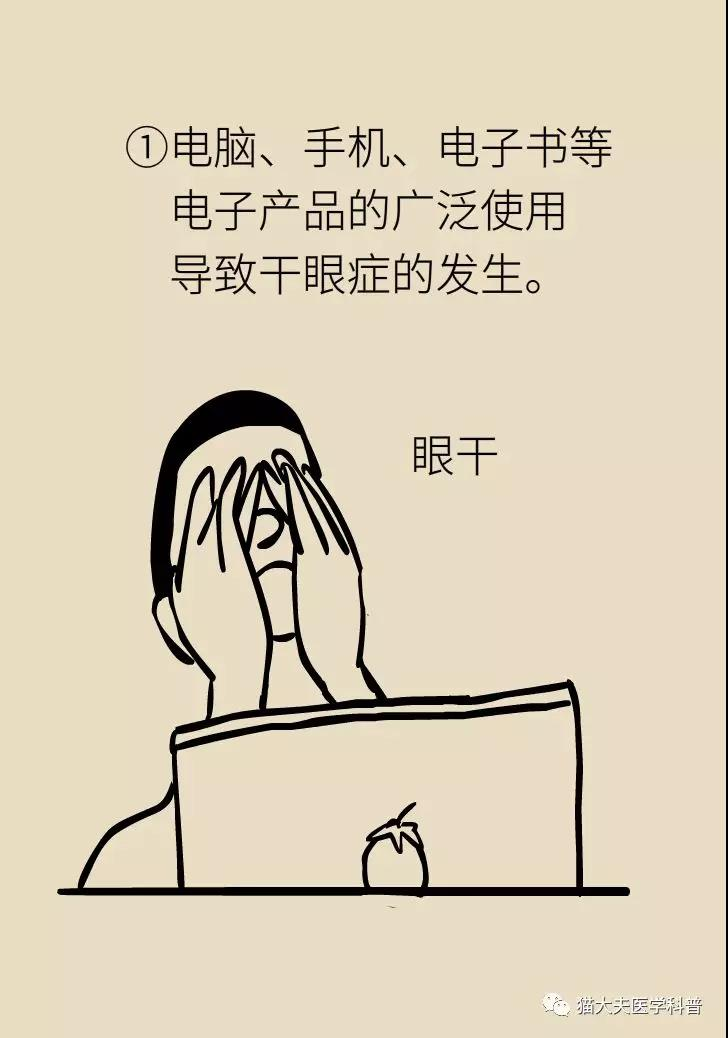 ①电脑、手机、电子书等
电子产品的广泛使用
导致干眼症的发生。
眼干
猫大夫医学科普